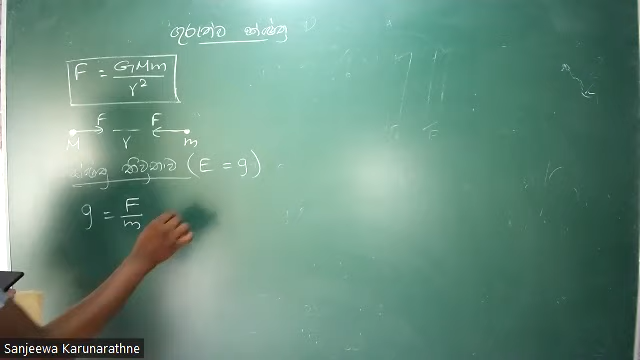 ගුරුත්ව ක්ෂේත්‍ර
F = GMm / r²
F F
M r m
ක්ෂේත්‍ර තීව්‍රතාව (E = g)
g = F / m
Sanjeewa Karunarathne